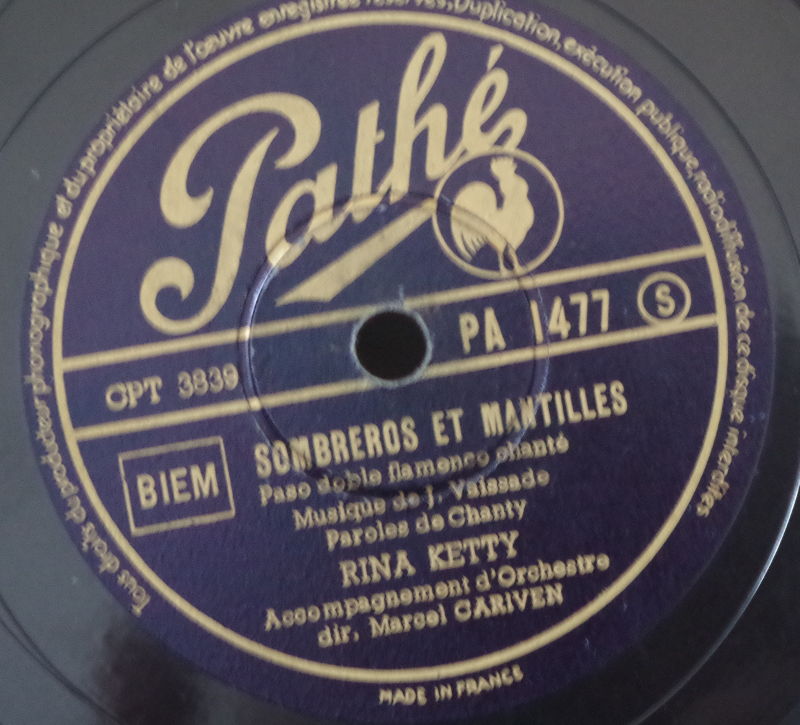 Tous droits du producteur phonographique et du propriétaire de l'œuvre enregistrée réservés, Duplication, exécution publique, radiodiffusion de ce disque interdites
Pathé
PA 1477 S
CPT 3839
BIEM
SOMBREROS ET MANTILLES
Paso doble flamenco chanté
Musique de J. Vaissade
Paroles de Chanty
RINA KETTY
Accompagnement d'Orchestre
dir. Marcel CARIVEN
MADE IN FRANCE